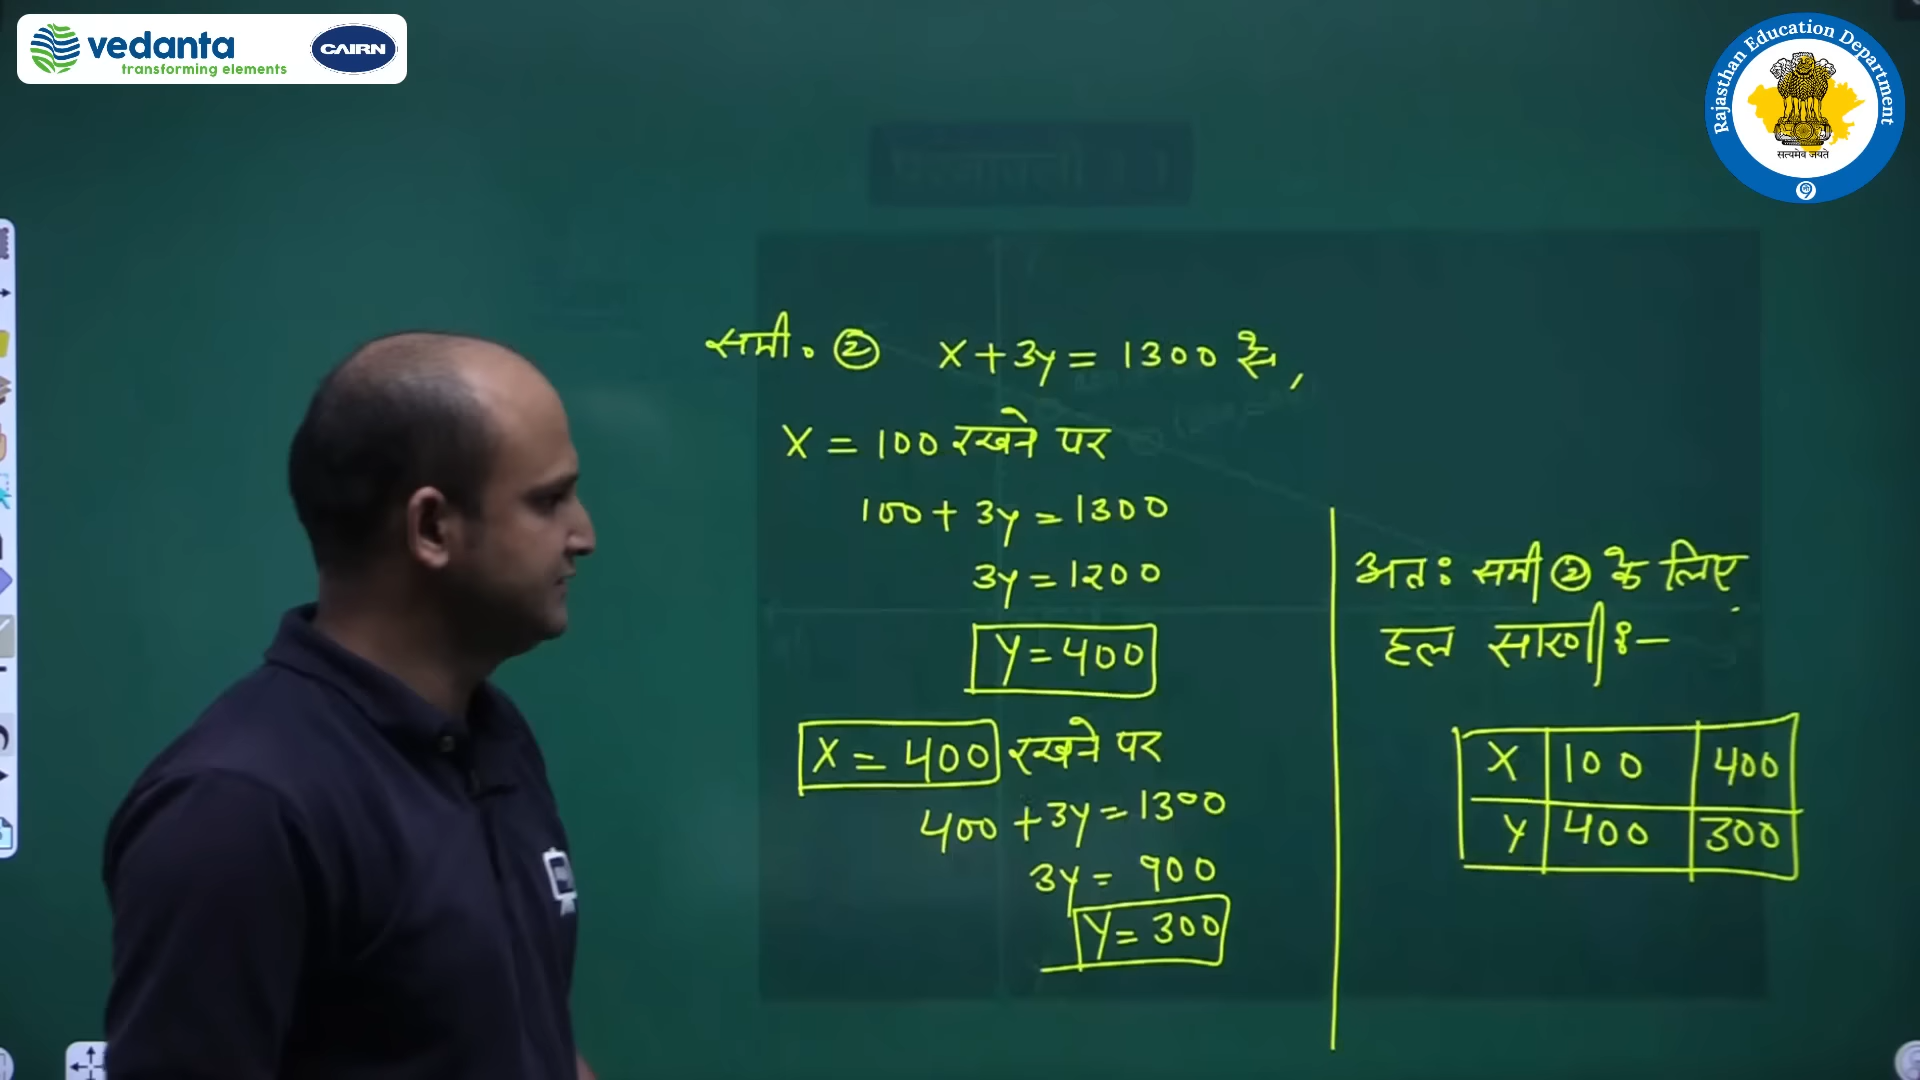 vedanta
transforming elements
CAIRN
Rajasthan Education Department
सत्यमेव जयते
समी. ② X + 3y = 1300 से,
X = 100 रखने पर
100 + 3y = 1300
3y = 1200
Y = 400
X = 400 रखने पर
400 + 3y = 1300
3y = 900
Y = 300
अतः समी ② के लिए
हल सारणी :-
X 100 400
Y 400 300